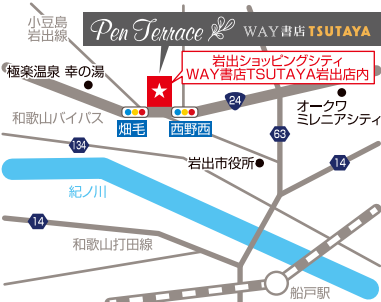 小豆島
岩出線
Pen Terrace WAY書店 TSUTAYA
岩出ショッピングシティ
WAY書店TSUTAYA岩出店内
極楽温泉 幸の湯
24
オークワ
ミレニアシティ
和歌山バイパス
畑毛
西野西
63
134
岩出市役所
14
紀ノ川
14
和歌山打田線
船戸駅